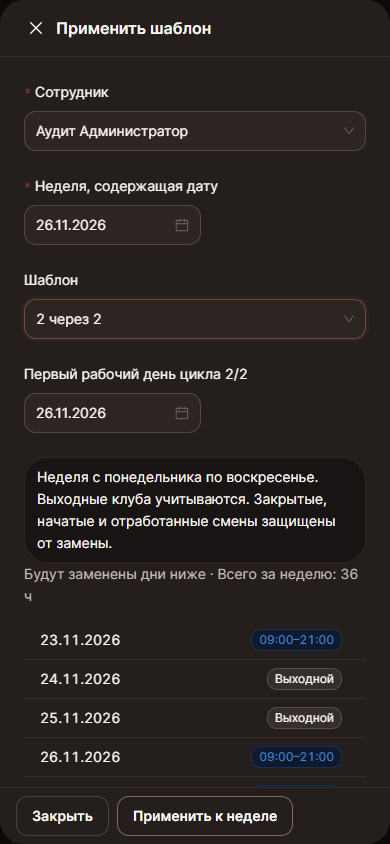 Применить шаблон
* Сотрудник
Аудит Администратор
* Неделя, содержащая дату
26.11.2026
Шаблон
2 через 2
Первый рабочий день цикла 2/2
26.11.2026
Неделя с понедельника по воскресенье.
Выходные клуба учитываются. Закрытые,
начатые и отработанные смены защищены
от замены.
Будут заменены дни ниже · Всего за неделю: 36
ч
23.11.2026 09:00–21:00
24.11.2026 Выходной
25.11.2026 Выходной
26.11.2026 09:00–21:00
Закрыть Применить к неделе